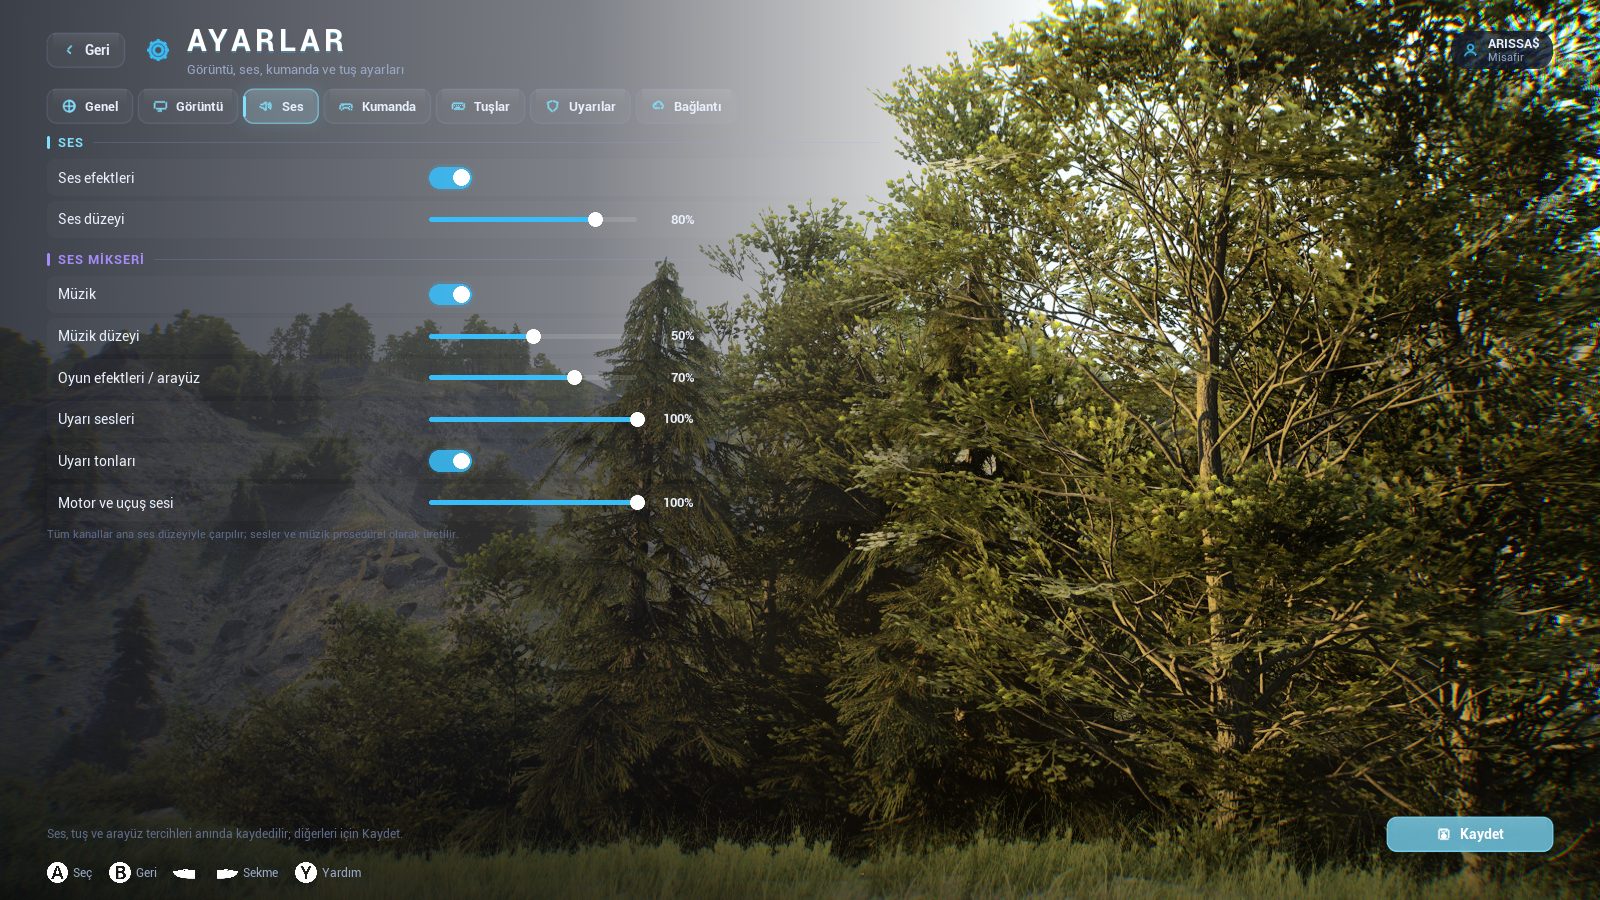 Geri
AYARLAR
Görüntü, ses, kumanda ve tuş ayarları
ARISSA$
Misafir
Genel Görüntü Ses Kumanda Tuşlar Uyarılar Bağlantı
SES
Ses efektleri
Ses düzeyi 80%
SES MİKSERİ
Müzik
Müzik düzeyi 50%
Oyun efektleri / arayüz 70%
Uyarı sesleri 100%
Uyarı tonları
Motor ve uçuş sesi 100%
Tüm kanallar ana ses düzeyiyle çarpılır; sesler ve müzik prosedürel olarak üretilir.
Ses, tuş ve arayüz tercihleri anında kaydedilir; diğerleri için Kaydet.
Kaydet
A Seç B Geri Sekme Y Yardım